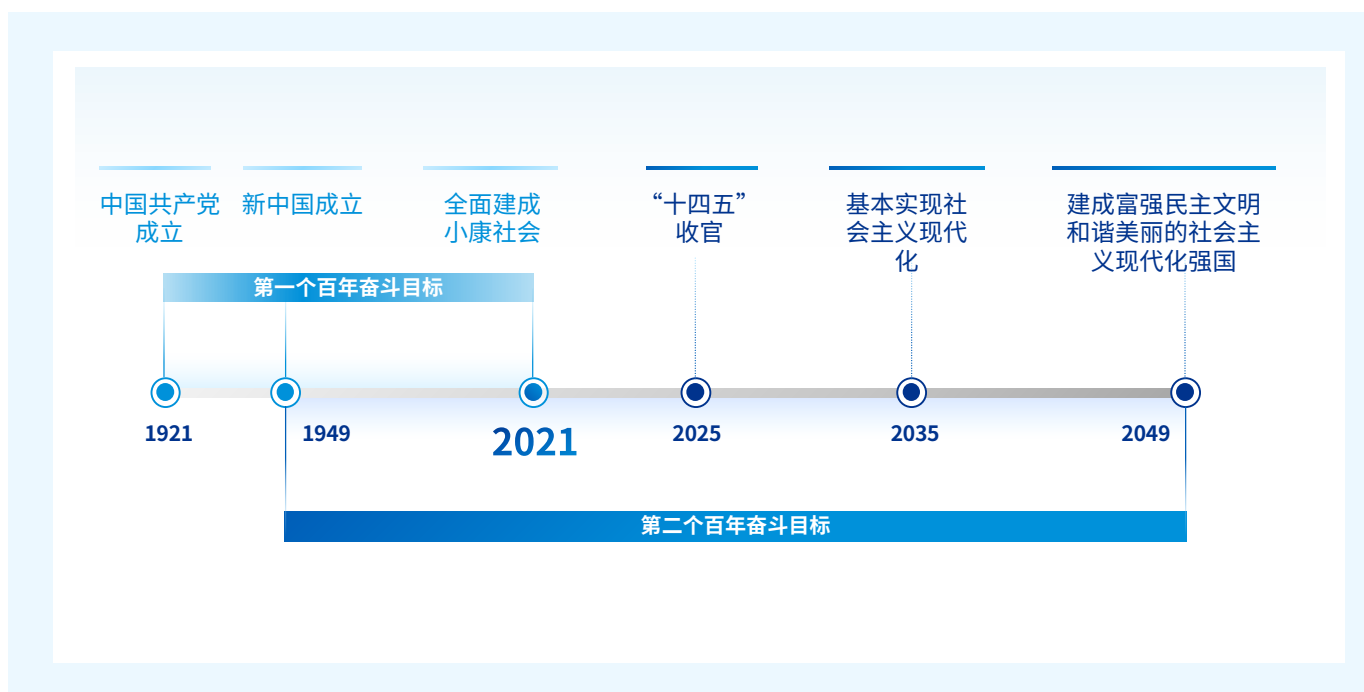 中国共产党
成立
新中国成立
全面建成
小康社会
“十四五”
收官
基本实现社
会主义现代
化
建成富强民主文明
和谐美丽的社会主
义现代化强国
第一个百年奋斗目标
1921
1949
2021
2025
2035
2049
第二个百年奋斗目标